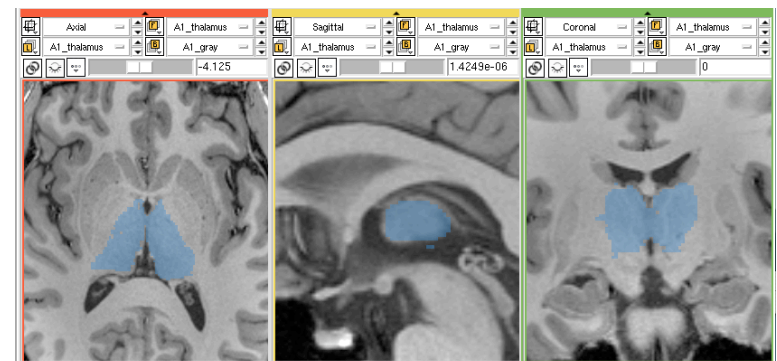 Axial A1_thalamus
A1_thalamus A1_gray
-4.125
Sagittal A1_thalamus
A1_thalamus A1_gray
1.4249e-06
Coronal A1_thalamus
A1_thalamus A1_gray
0